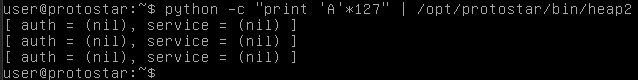 user@protostar:~$ python -c "print 'A'*127" | /opt/protostar/bin/heap2
[ auth = (nil), service = (nil) ]
[ auth = (nil), service = (nil) ]
[ auth = (nil), service = (nil) ]
user@protostar:~$